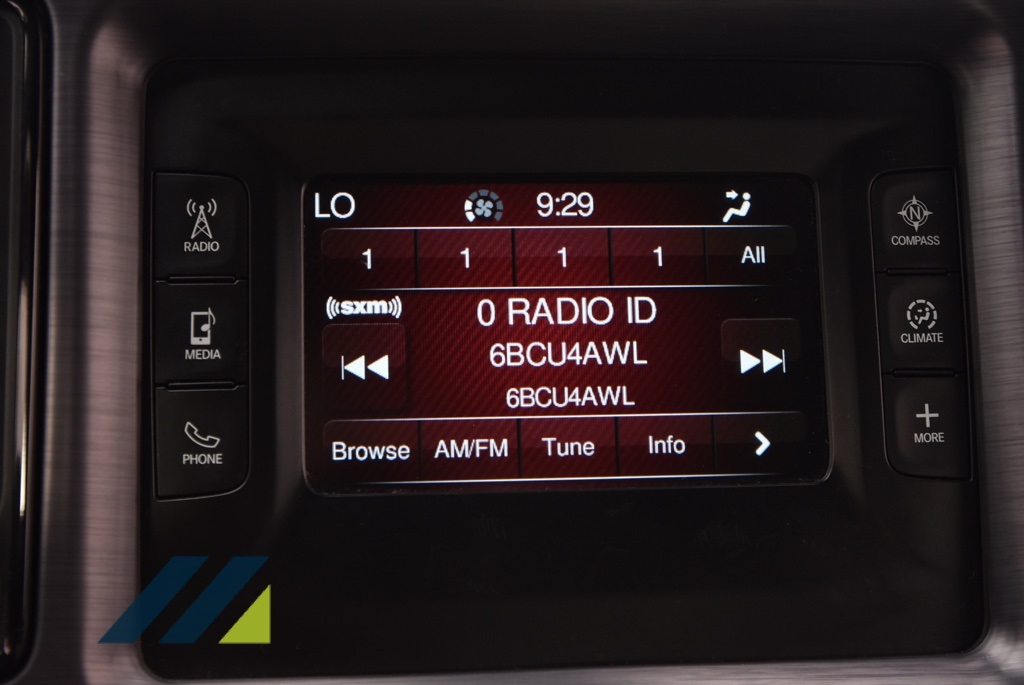 LO 9:29
1 1 1 1 All
((sxm))
0 RADIO ID
6BCU4AWL
6BCU4AWL
Browse AM/FM Tune Info
RADIO
MEDIA
PHONE
N
COMPASS
CLIMATE
MORE